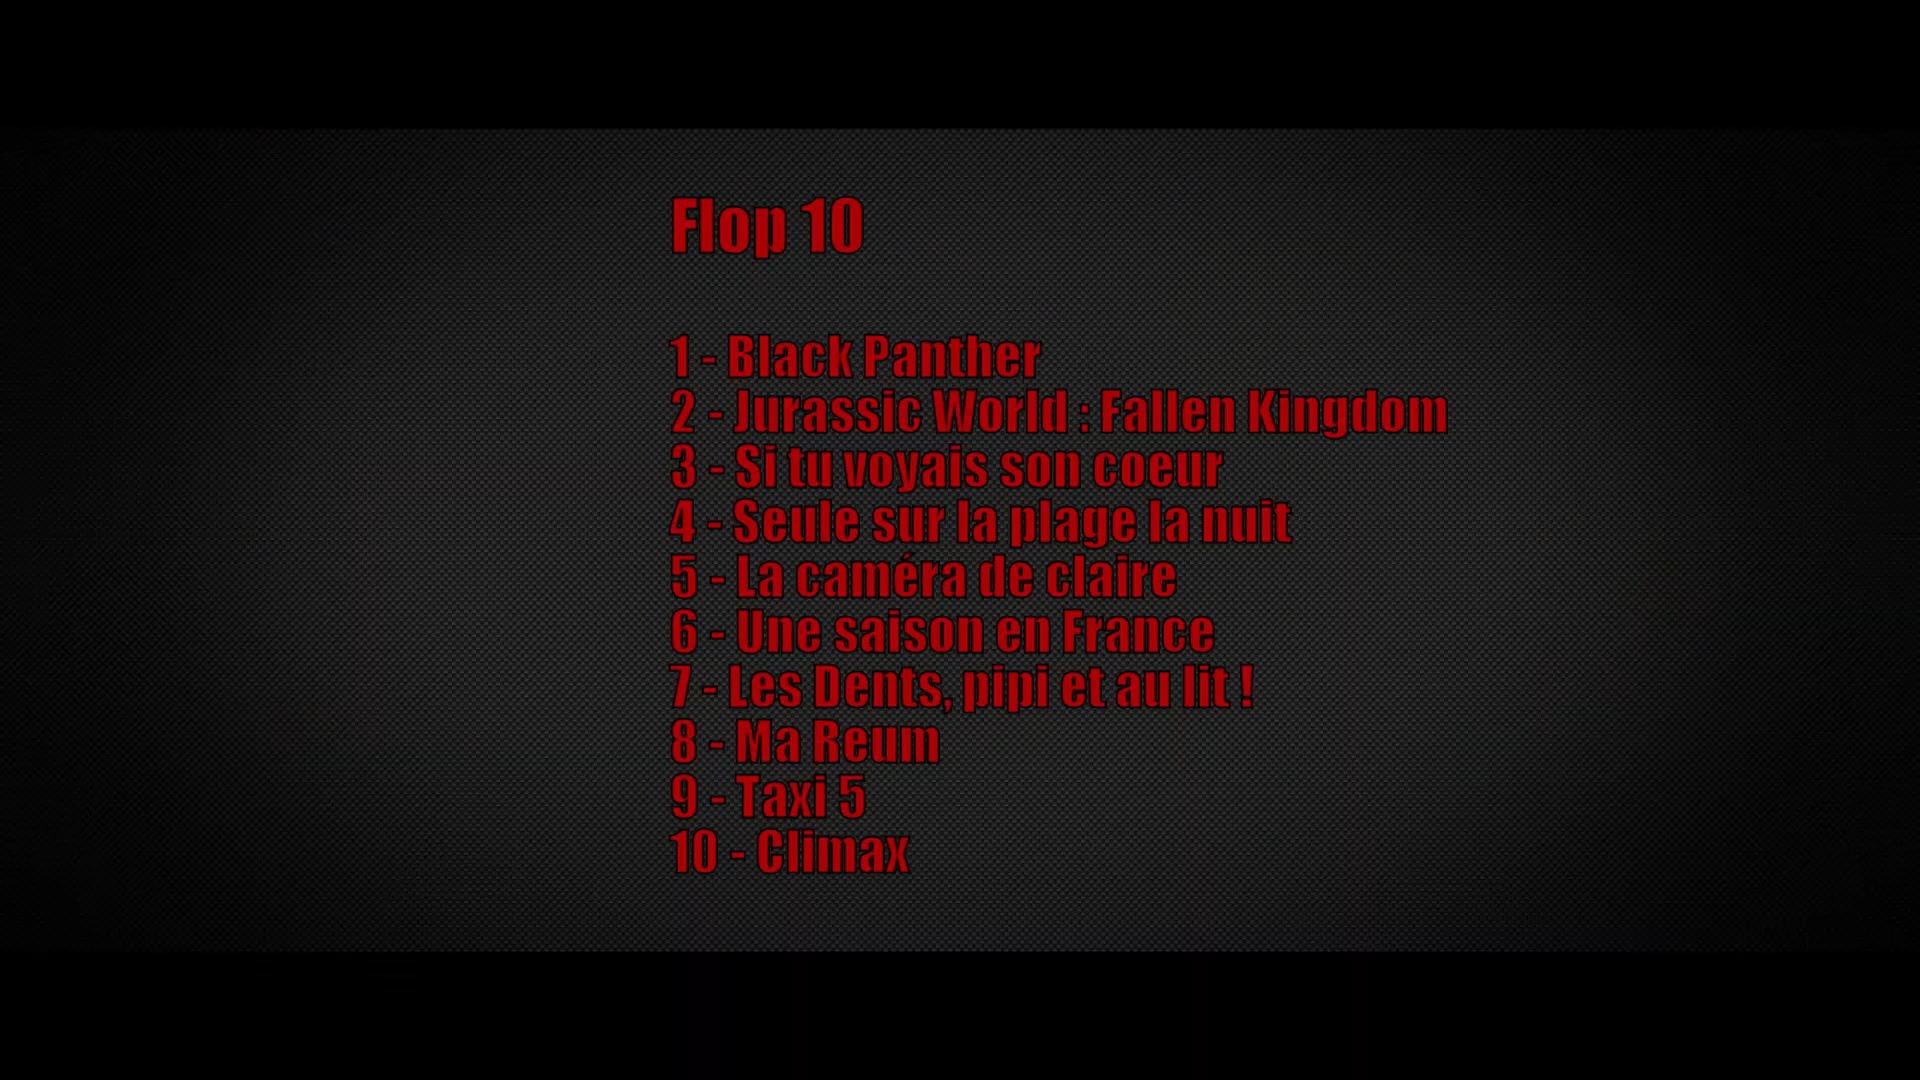 Flop 10
1 - Black Panther
2 - Jurassic World : Fallen Kingdom
3 - Si tu voyais son coeur
4 - Seule sur la plage la nuit
5 - La caméra de claire
6 - Une saison en France
7 - Les Dents, pipi et au lit !
8 - Ma Reum
9 - Taxi 5
10 - Climax